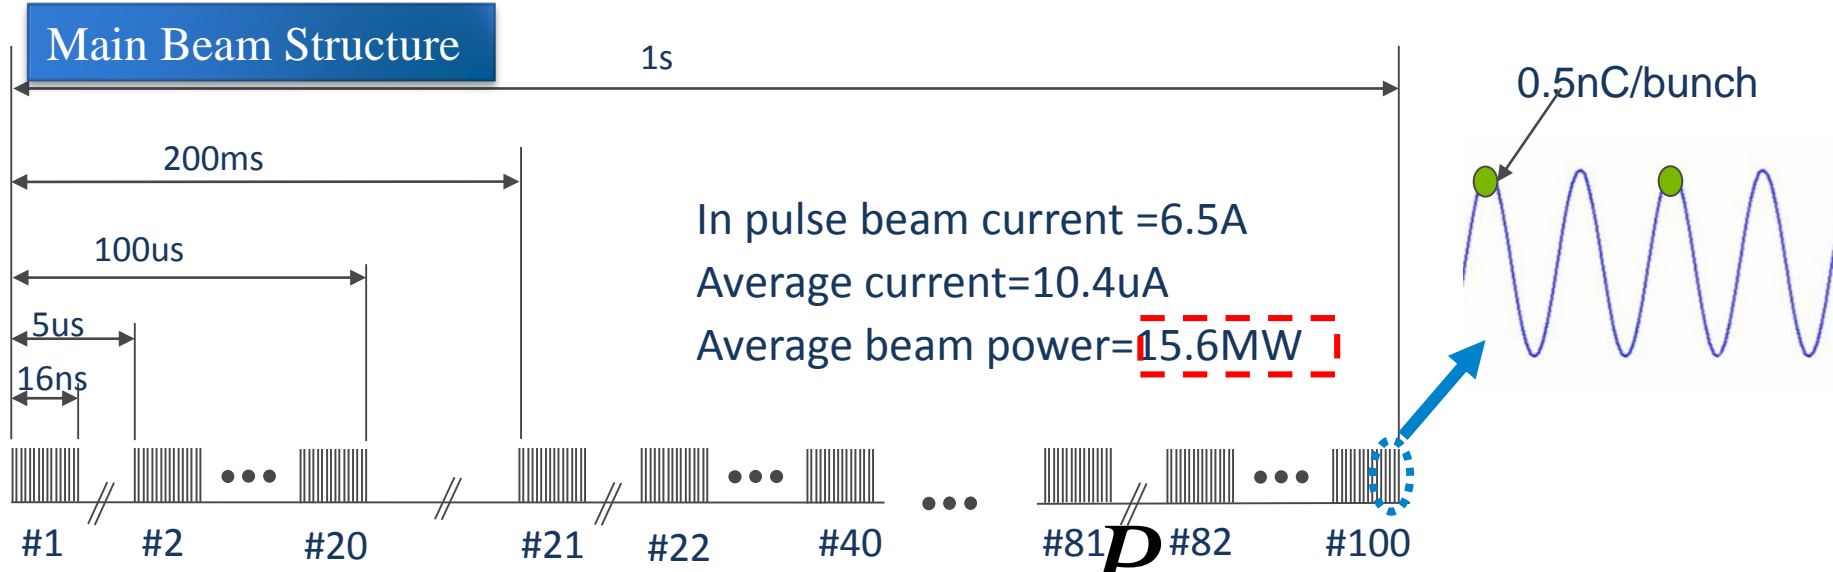 Main Beam Structure
1s
0.5nC/bunch
200ms
In pulse beam current =6.5A
100us
Average current=10.4uA
5us
Average beam power=15.6MW
16ns
#1 #2 #20 #21 #22 #40 #81 #82 #100
P